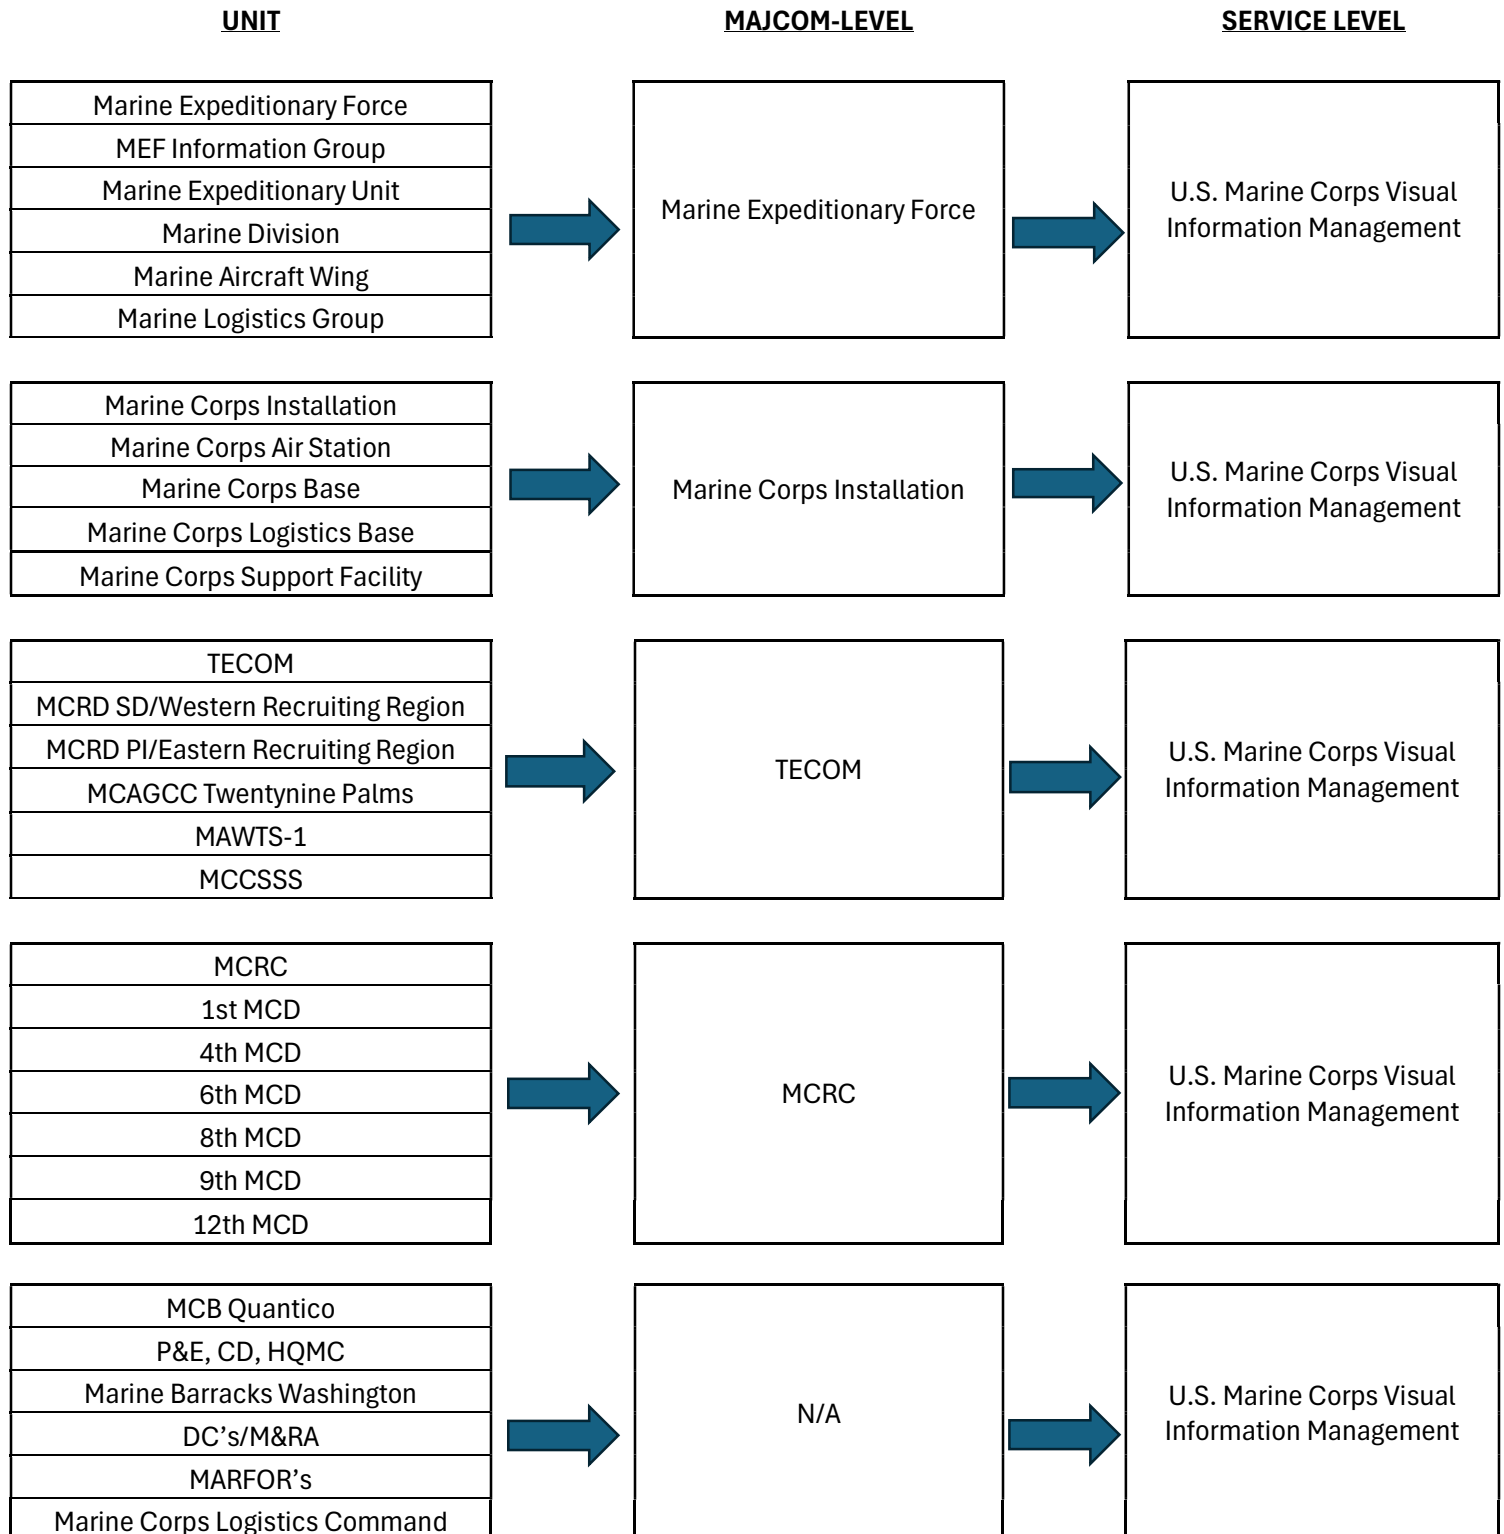 UNIT
MAJCOM-LEVEL
SERVICE LEVEL
Marine Expeditionary Force
MEF Information Group
Marine Expeditionary Unit
Marine Division
Marine Aircraft Wing
Marine Logistics Group
Marine Expeditionary Force
U.S. Marine Corps Visual
Information Management
Marine Corps Installation
Marine Corps Air Station
Marine Corps Base
Marine Corps Logistics Base
Marine Corps Support Facility
Marine Corps Installation
U.S. Marine Corps Visual
Information Management
TECOM
MCRD SD/Western Recruiting Region
MCRD PI/Eastern Recruiting Region
MCAGCC Twentynine Palms
MAWTS-1
MCCSSS
TECOM
U.S. Marine Corps Visual
Information Management
MCRC
1st MCD
4th MCD
6th MCD
8th MCD
9th MCD
12th MCD
MCRC
U.S. Marine Corps Visual
Information Management
MCB Quantico
P&E, CD, HQMC
Marine Barracks Washington
DC’s/M&RA
MARFOR’s
Marine Corps Logistics Command
N/A
U.S. Marine Corps Visual
Information Management